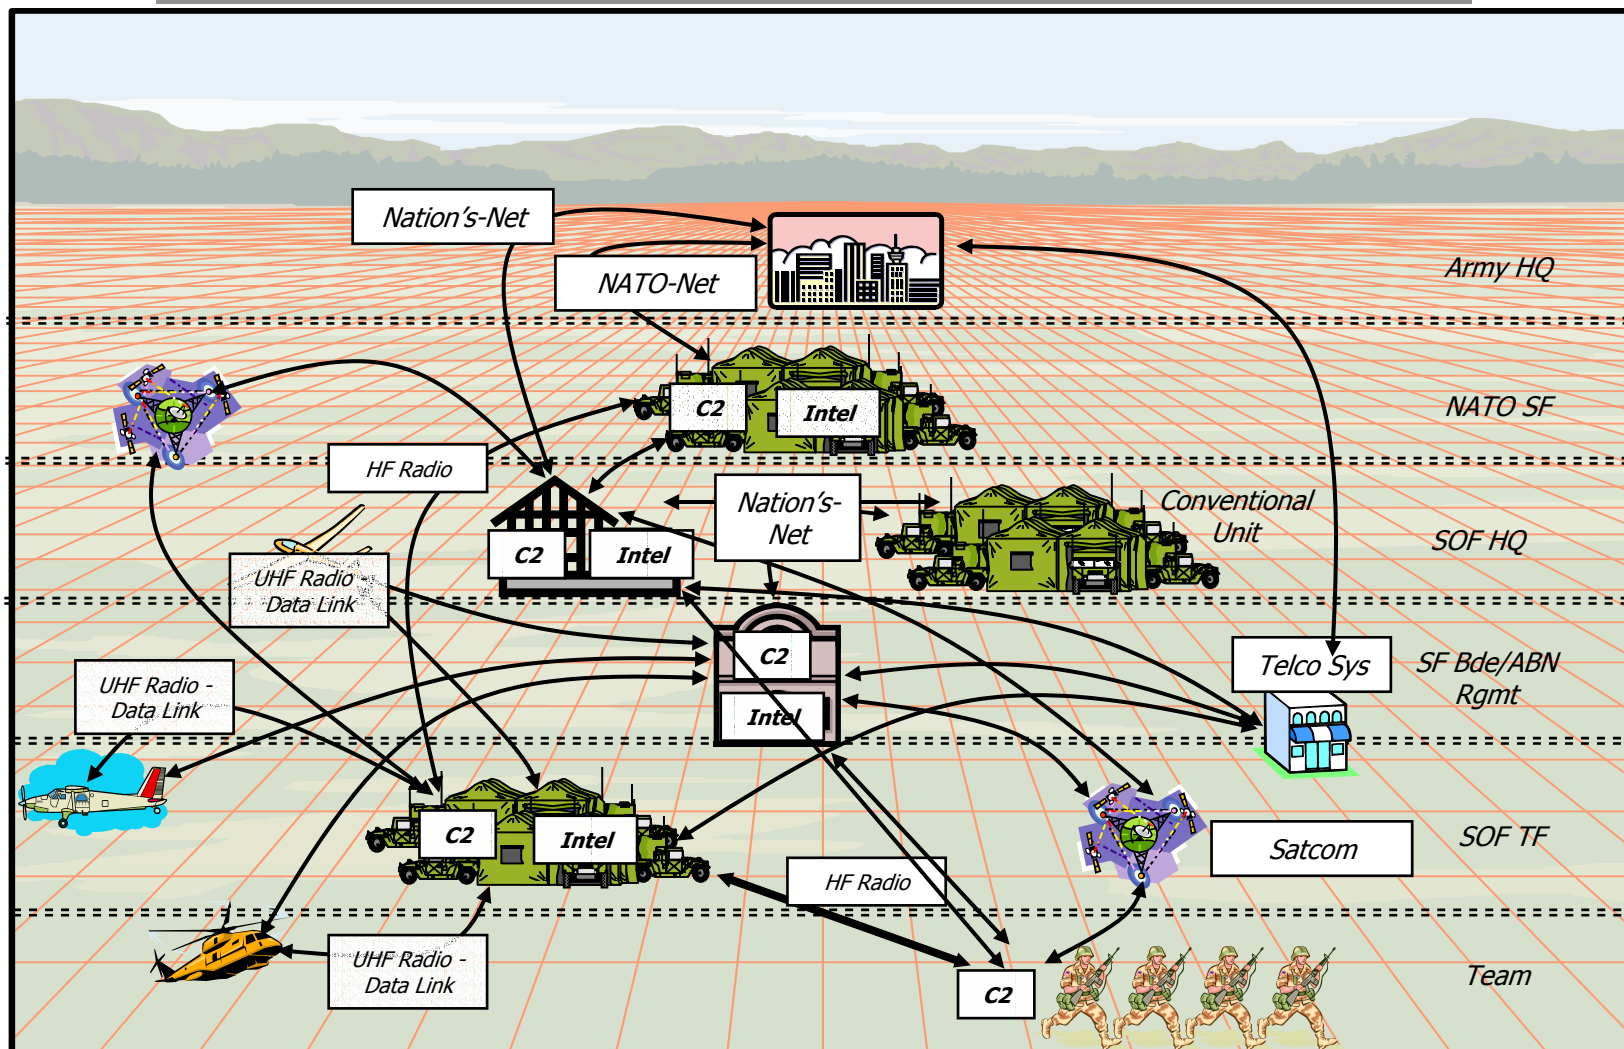 Nation's-Net
NATO-Net
Army HQ
C2
Intel
NATO SF
HF Radio
Nation's-
Net
Conventional
Unit
C2
Intel
SOF HQ
UHF Radio -
Data Link
C2
Intel
Telco Sys
SF Bde/ABN
Rgmt
UHF Radio -
Data Link
C2
Intel
Satcom
SOF TF
HF Radio
UHF Radio -
Data Link
C2
Team